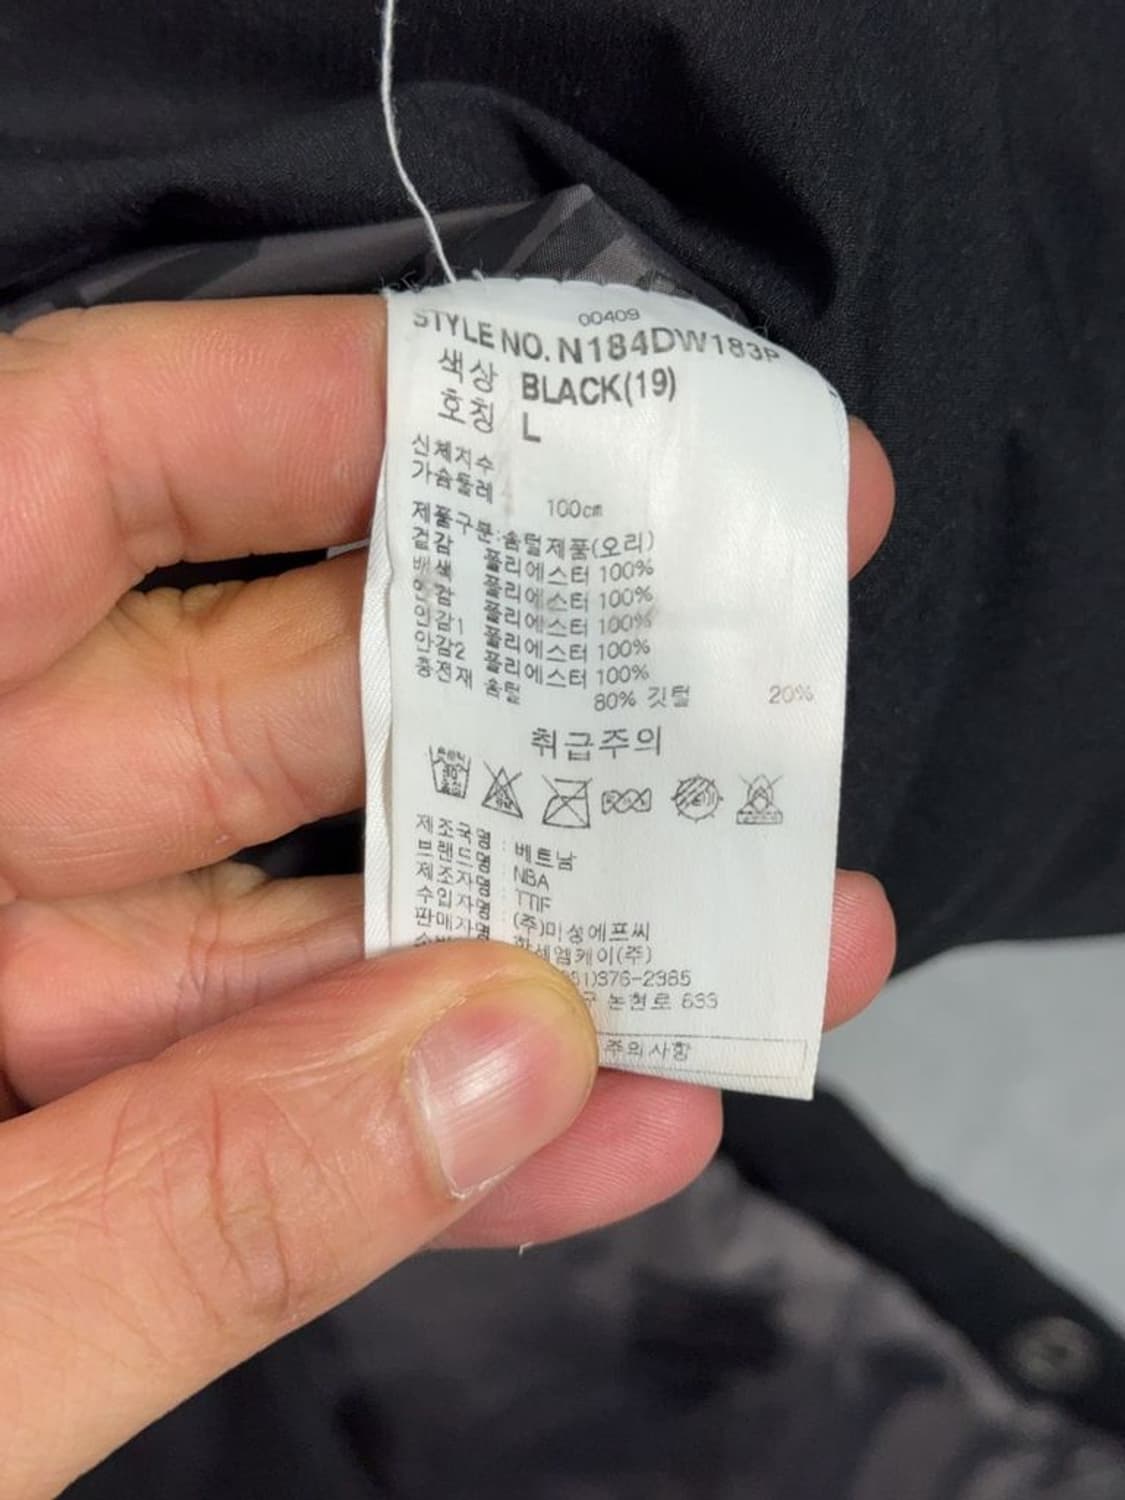 00409
STYLE NO. N184DW183P
색상 BLACK(19)
호칭 L
신체치수
가슴둘레 100cm
제품구분:솜털제품(오리)
겉감 폴리에스터 100%
배색 폴리에스터 100%
안감 폴리에스터 100%
안감1 폴리에스터 100%
안감2 폴리에스터 100%
충전재 솜털 80% 깃털 20%
취급주의
제조국명 : 베트남
브랜드명 : NBA
제조자명 : TTIF
수입자명 : (주)미성에프씨
판매자명 : 한세엠케이(주)
)376-2385
구 논현로 633
주의사항